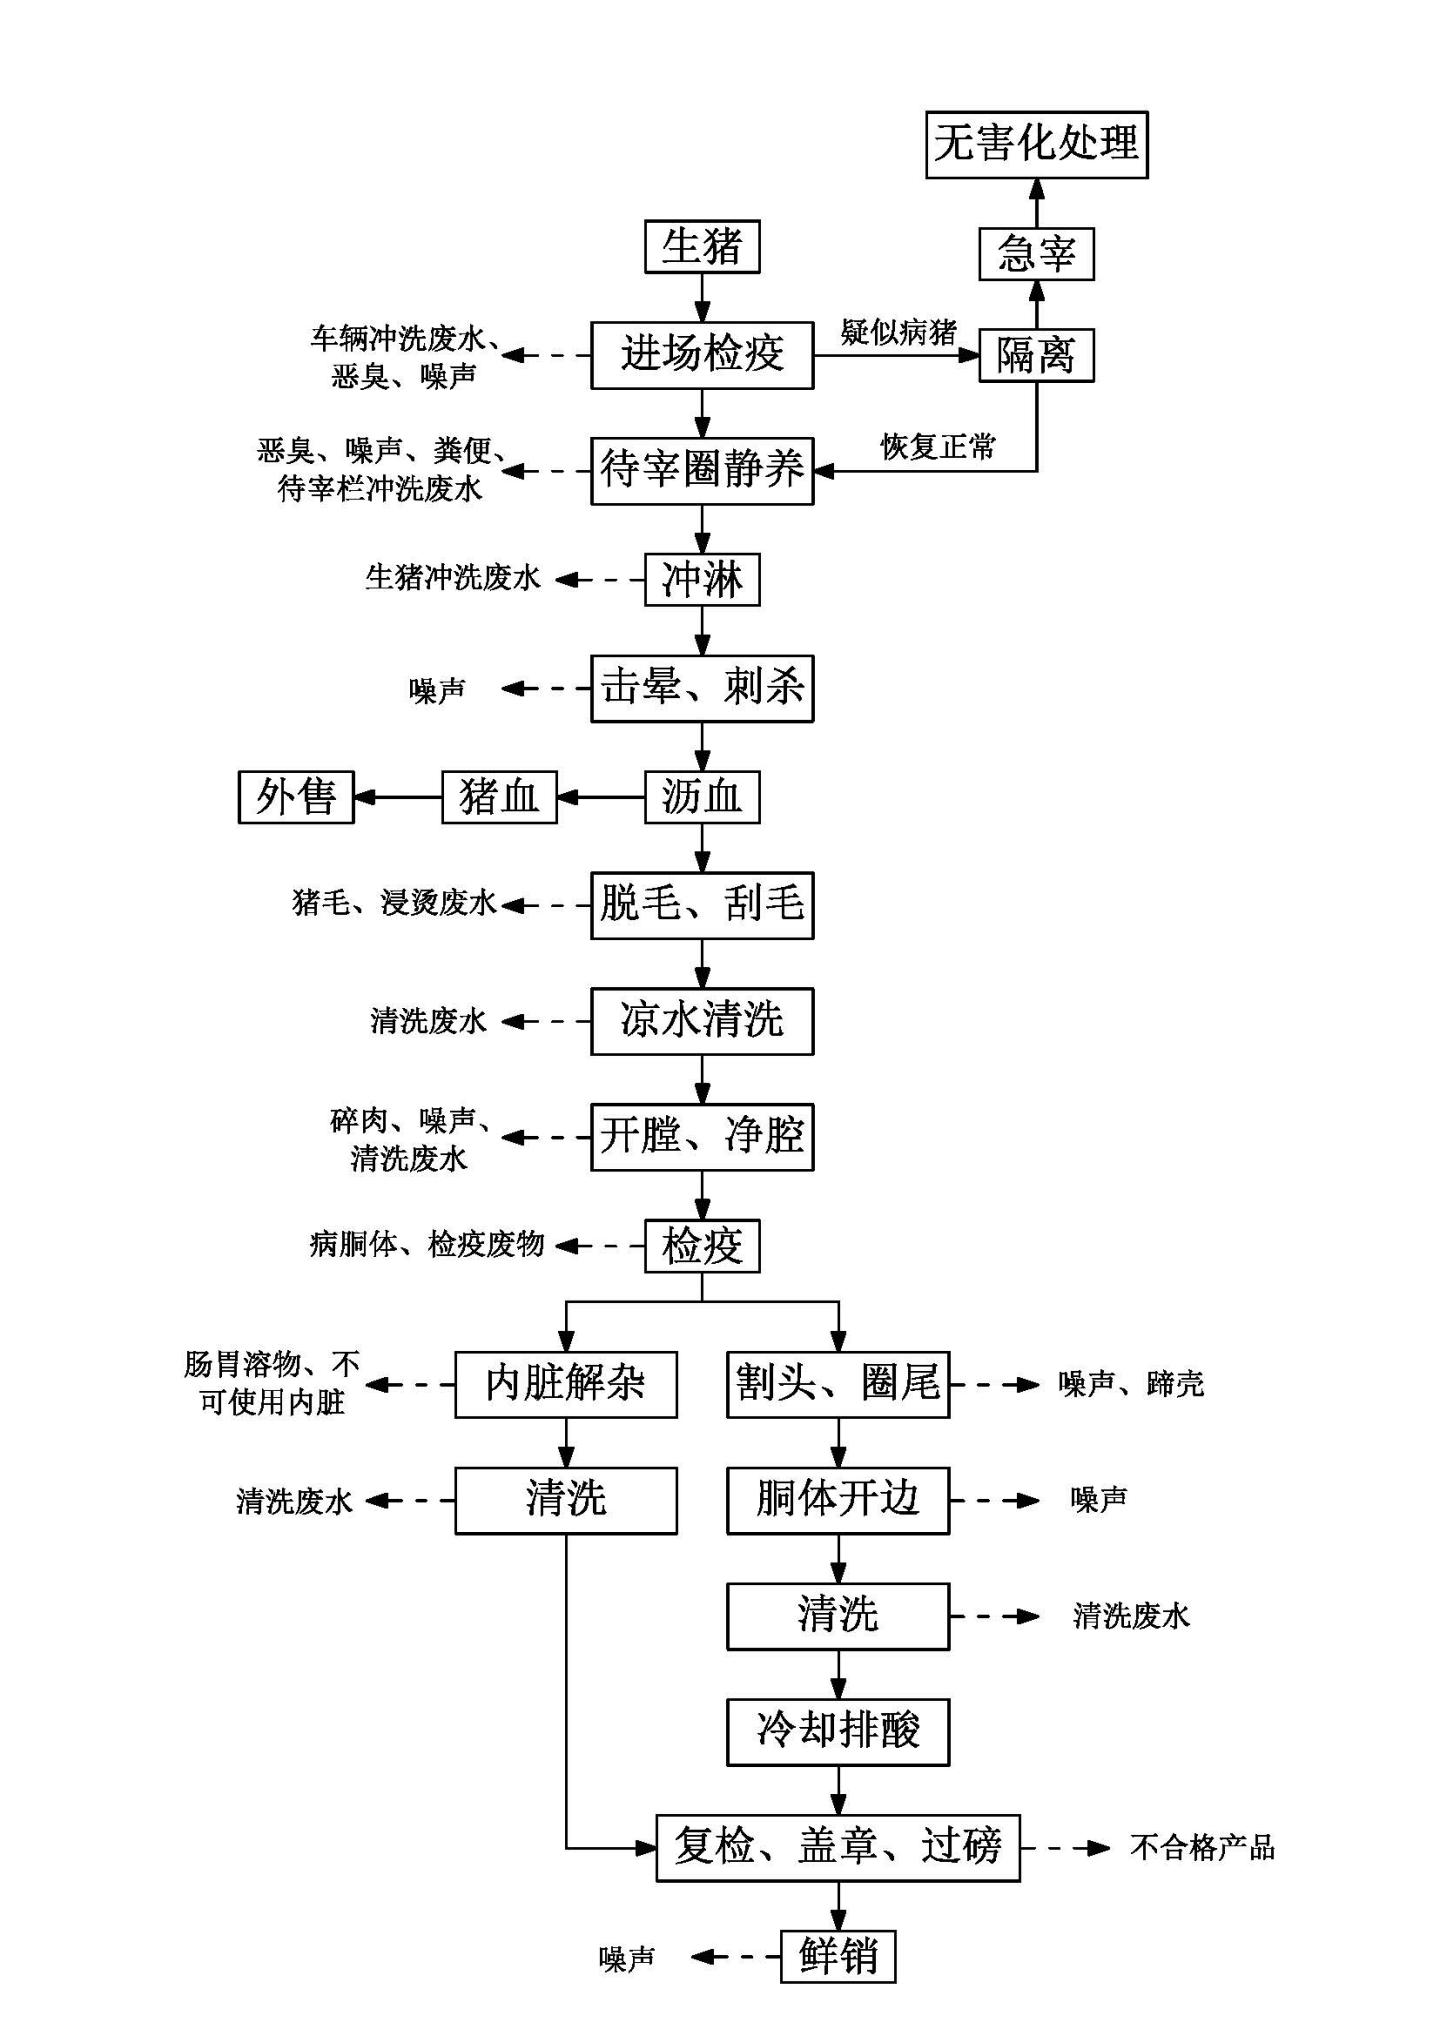 无害化处理
生猪
急宰
车辆冲洗废水、
恶臭、噪声
进场检疫
疑似病猪
隔离
恶臭、噪声、粪便、
待宰栏冲洗废水
待宰圈静养
恢复正常
生猪冲洗废水
冲淋
噪声
击晕、刺杀
外售
猪血
沥血
猪毛、浸烫废水
脱毛、刮毛
清洗废水
凉水清洗
碎肉、噪声、
清洗废水
开膛、净腔
病胴体、检疫废物
检疫
肠胃溶物、不
可使用内脏
内脏解杂
割头、圈尾
噪声、蹄壳
清洗废水
清洗
胴体开边
噪声
清洗
清洗废水
冷却排酸
复检、盖章、过磅
不合格产品
噪声
鲜销